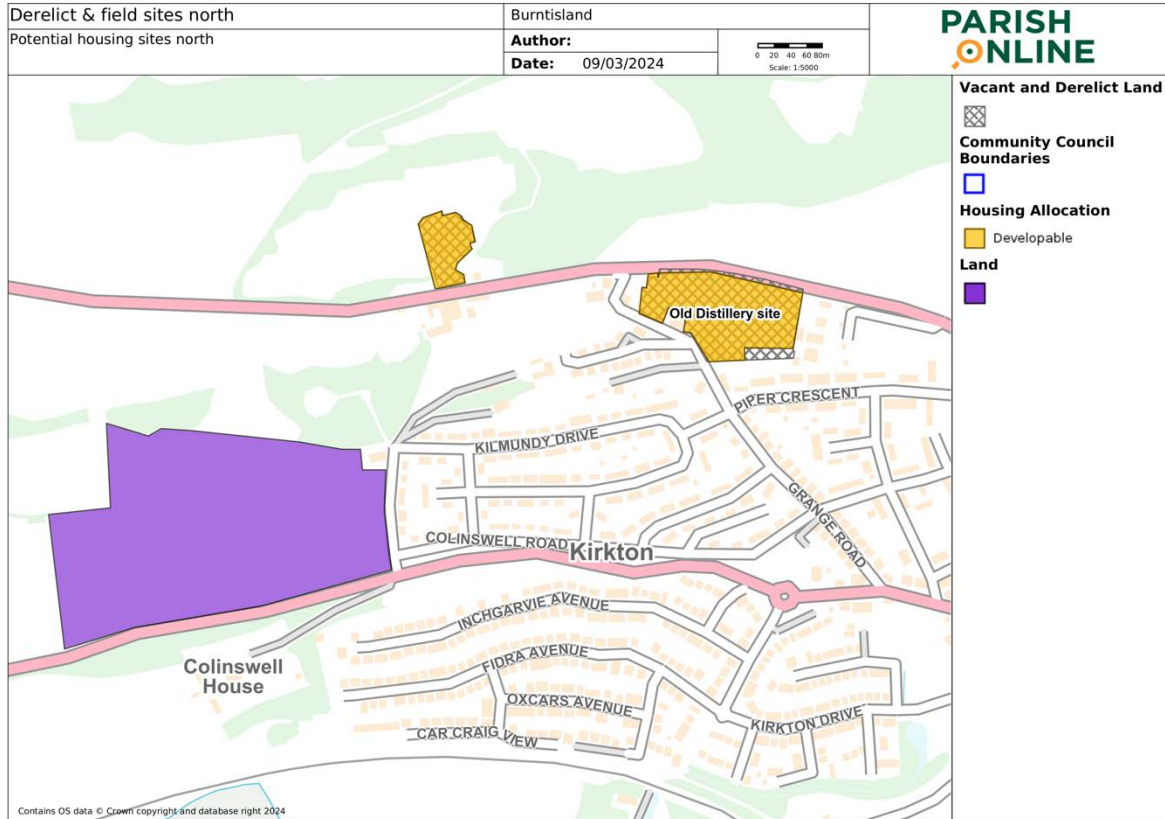 Derelict & field sites north
Potential housing sites north
Burntisland
Author:
Date: 09/03/2024
0 20 40 60 80m
Scale: 1:5000
PARISH
ONLINE
Vacant and Derelict Land
Community Council
Boundaries
Housing Allocation
Developable
Land
Old Distillery site
PIPER CRESCENT
KILMUNDY DRIVE
GRANGE ROAD
COLINSWELL ROAD
Kirkton
INCHGARVIE AVENUE
FIDRA AVENUE
Colinswell
House
OXCARS AVENUE
KIRKTON DRIVE
CAR CRAIG VIEW
Contains OS data © Crown copyright and database right 2024